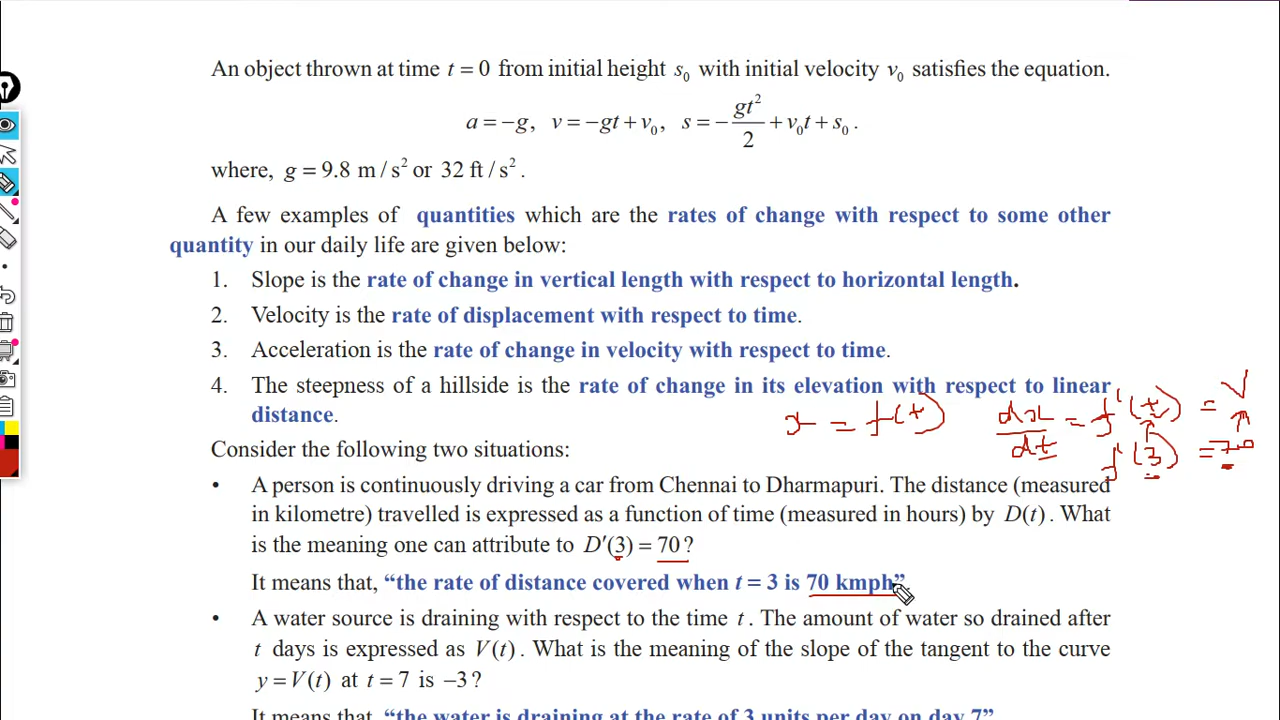 An object thrown at time t = 0 from initial height s₀ with initial velocity v₀ satisfies the equation.
a = −g, v = −gt + v₀, s = −gt²/2 + v₀t + s₀.
where, g = 9.8 m / s² or 32 ft / s².
A few examples of quantities which are the rates of change with respect to some other
quantity in our daily life are given below:
1. Slope is the rate of change in vertical length with respect to horizontal length.
2. Velocity is the rate of displacement with respect to time.
3. Acceleration is the rate of change in velocity with respect to time.
4. The steepness of a hillside is the rate of change in its elevation with respect to linear
distance.
x = f(t) dx/dt = f'(t) = V
f'(3) = 70
Consider the following two situations:
• A person is continuously driving a car from Chennai to Dharmapuri. The distance (measured
in kilometre) travelled is expressed as a function of time (measured in hours) by D(t). What
is the meaning one can attribute to D′(3) = 70?
It means that, “the rate of distance covered when t = 3 is 70 kmph”
• A water source is draining with respect to the time t. The amount of water so drained after
t days is expressed as V(t). What is the meaning of the slope of the tangent to the curve
y = V(t) at t = 7 is −3?
It means that, “the water is draining at the rate of 3 units per day on day 7”